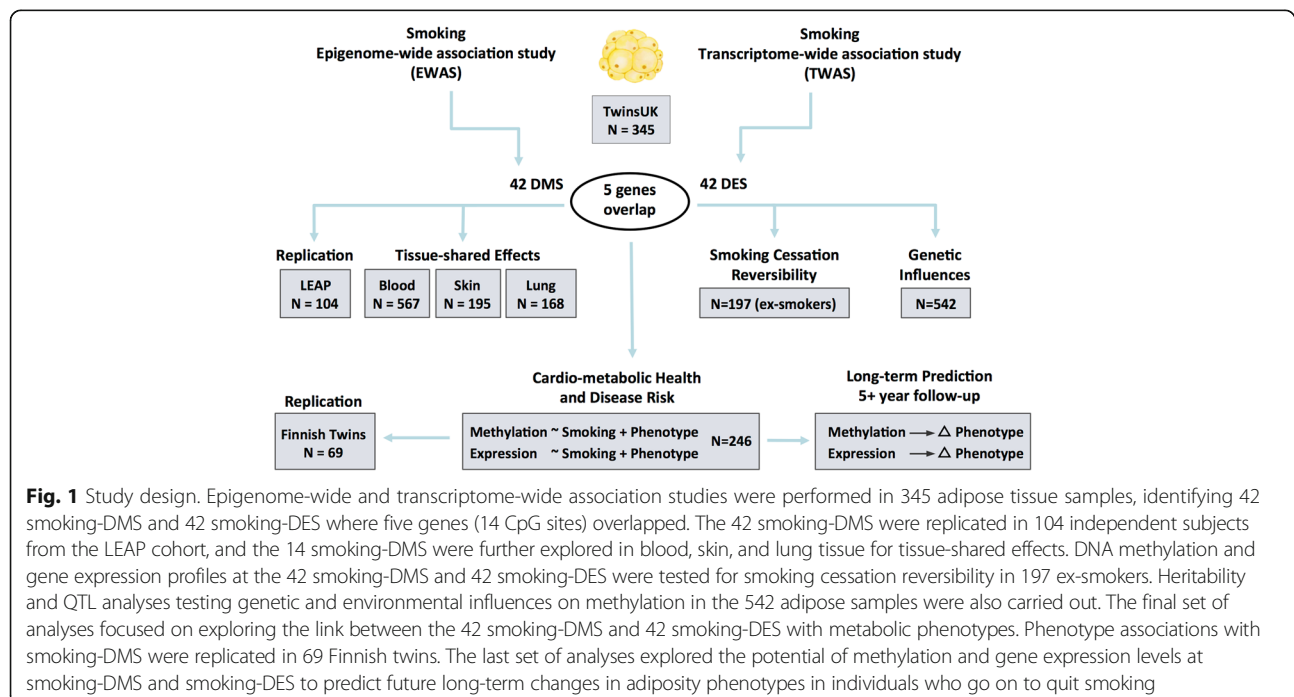 Smoking
Epigenome-wide association study
(EWAS)
Smoking
Transcriptome-wide association study
(TWAS)
TwinsUK
N = 345
42 DMS
5 genes
overlap
42 DES
Replication
LEAP
N = 104
Tissue-shared Effects
Blood
N = 567
Skin
N = 195
Lung
N = 168
Smoking Cessation
Reversibility
N=197 (ex-smokers)
Genetic
Influences
N=542
Replication
Finnish Twins
N = 69
Cardio-metabolic Health
and Disease Risk
Methylation ~ Smoking + Phenotype
Expression ~ Smoking + Phenotype
N=246
Long-term Prediction
5+ year follow-up
Methylation → △ Phenotype
Expression → △ Phenotype
Fig. 1 Study design. Epigenome-wide and transcriptome-wide association studies were performed in 345 adipose tissue samples, identifying 42
smoking-DMS and 42 smoking-DES where five genes (14 CpG sites) overlapped. The 42 smoking-DMS were replicated in 104 independent subjects
from the LEAP cohort, and the 14 smoking-DMS were further explored in blood, skin, and lung tissue for tissue-shared effects. DNA methylation and
gene expression profiles at the 42 smoking-DMS and 42 smoking-DES were tested for smoking cessation reversibility in 197 ex-smokers. Heritability
and QTL analyses testing genetic and environmental influences on methylation in the 542 adipose samples were also carried out. The final set of
analyses focused on exploring the link between the 42 smoking-DMS and 42 smoking-DES with metabolic phenotypes. Phenotype associations with
smoking-DMS were replicated in 69 Finnish twins. The last set of analyses explored the potential of methylation and gene expression levels at
smoking-DMS and smoking-DES to predict future long-term changes in adiposity phenotypes in individuals who go on to quit smoking